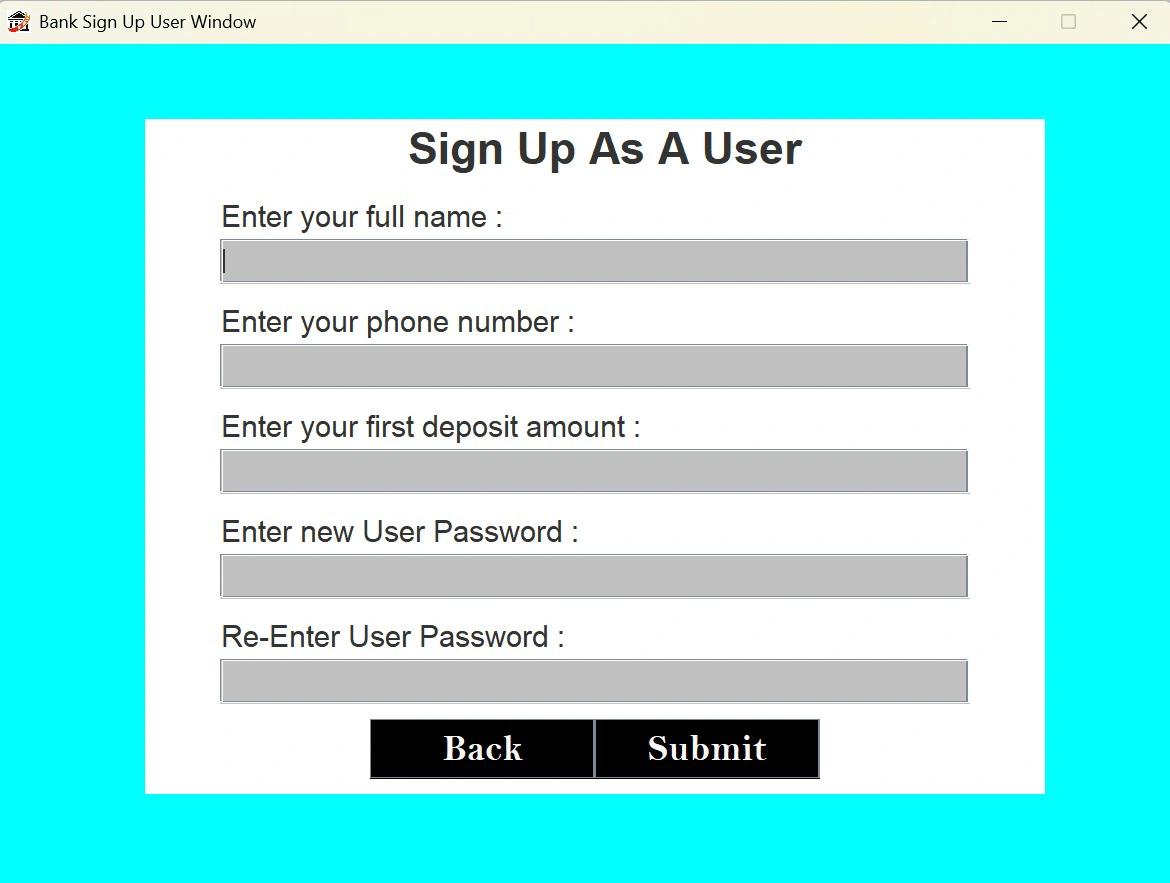 Bank Sign Up User Window
Sign Up As A User
Enter your full name :
Enter your phone number :
Enter your first deposit amount :
Enter new User Password :
Re-Enter User Password :
Back Submit